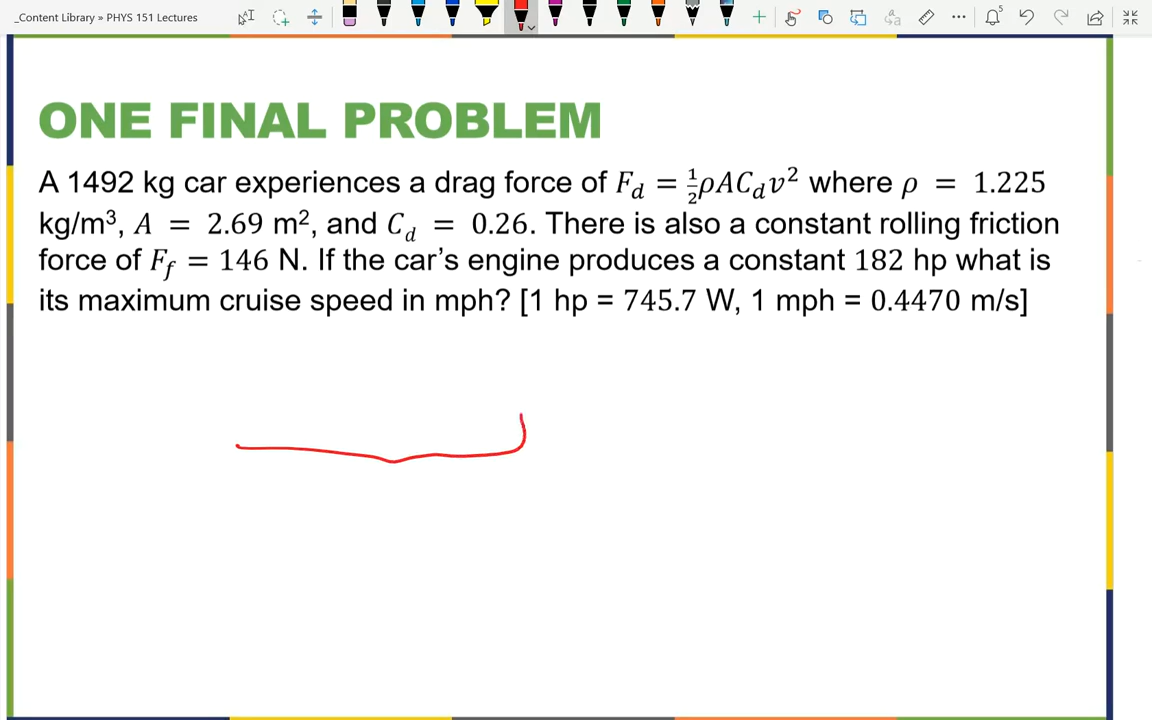 _Content Library » PHYS 151 Lectures
5
ONE FINAL PROBLEM
A 1492 kg car experiences a drag force of F_d = ½ρAC_dv² where ρ = 1.225
kg/m³, A = 2.69 m², and C_d = 0.26. There is also a constant rolling friction
force of F_f = 146 N. If the car’s engine produces a constant 182 hp what is
its maximum cruise speed in mph? [1 hp = 745.7 W, 1 mph = 0.4470 m/s]